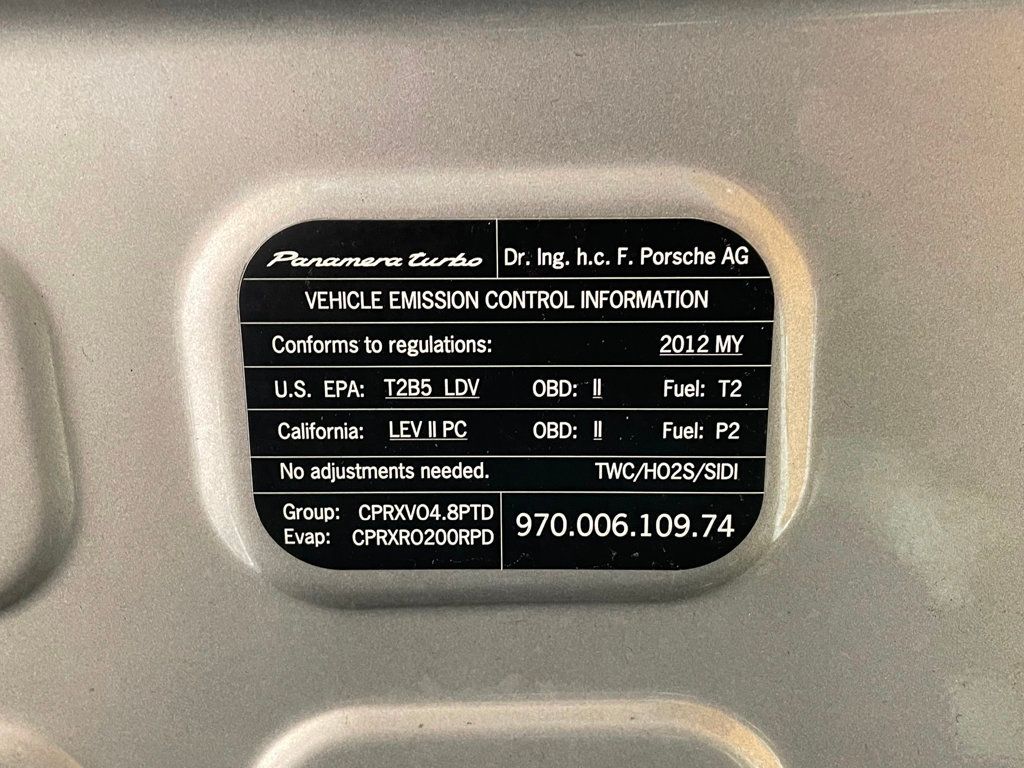 Panamera turbo Dr. Ing. h.c. F. Porsche AG
VEHICLE EMISSION CONTROL INFORMATION
Conforms to regulations: 2012 MY
U.S. EPA: T2B5 LDV OBD: II Fuel: T2
California: LEV II PC OBD: II Fuel: P2
No adjustments needed. TWC/HO2S/SIDI
Group: CPRXV04.8PTD
Evap: CPRXR0200RPD
970.006.109.74